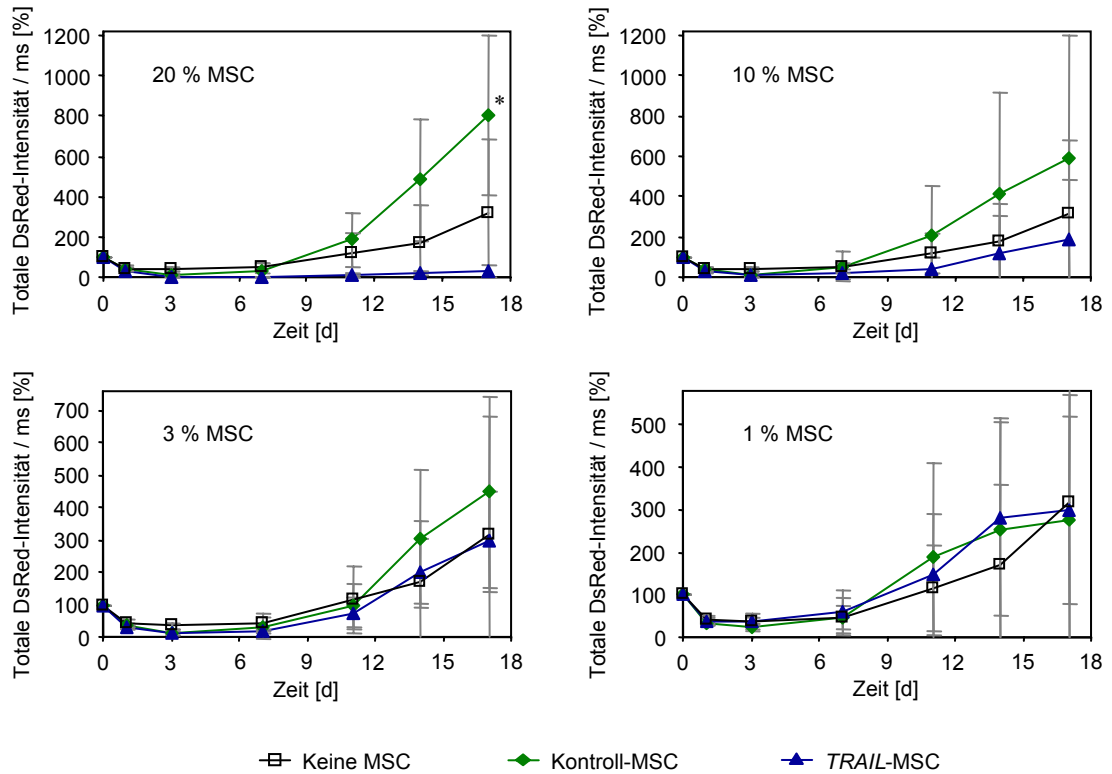 Totale DsRed-Intensität / ms [%]
1200
1000
800
600
400
200
0
20 % MSC
*
0 3 6 9 12 15 18
Zeit [d]
Totale DsRed-Intensität / ms [%]
1200
1000
800
600
400
200
0
10 % MSC
0 3 6 9 12 15 18
Zeit [d]
Totale DsRed-Intensität / ms [%]
700
600
500
400
300
200
100
0
3 % MSC
0 3 6 9 12 15 18
Zeit [d]
Totale DsRed-Intensität / ms [%]
500
400
300
200
100
0
1 % MSC
0 3 6 9 12 15 18
Zeit [d]
Keine MSC Kontroll-MSC TRAIL-MSC